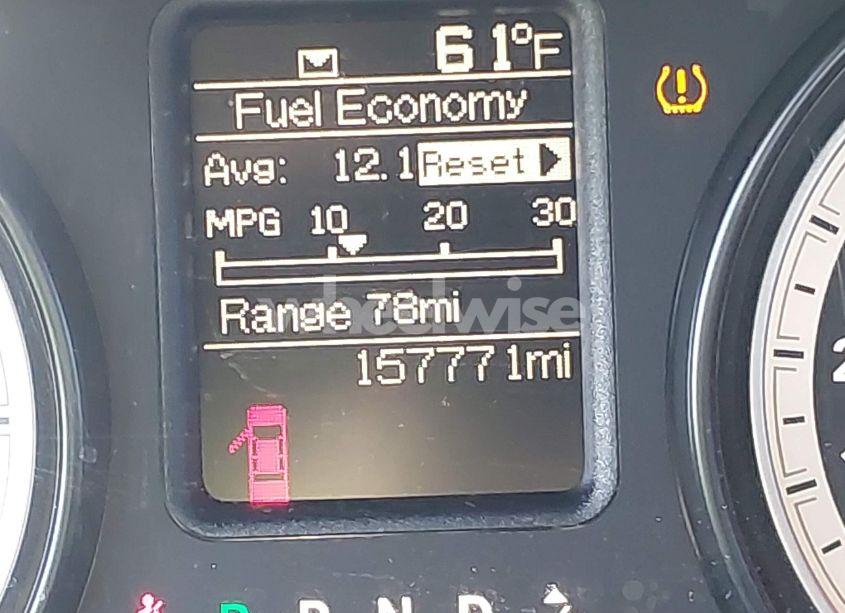 61°F
Fuel Economy
Avg: 12.1 Reset
MPG 10 20 30
Range 78mi
157771mi
P R N D